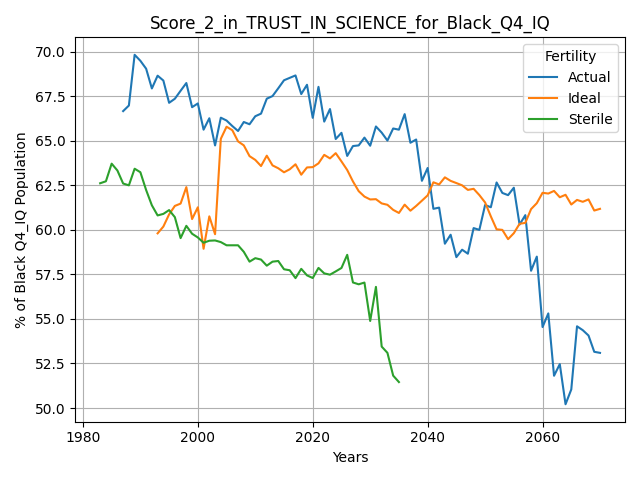 Score_2_in_TRUST_IN_SCIENCE_for_Black_Q4_IQ
Fertility
Actual
Ideal
Sterile
% of Black Q4_IQ Population
70.0
67.5
65.0
62.5
60.0
57.5
55.0
52.5
50.0
1980
2000
2020
2040
2060
Years